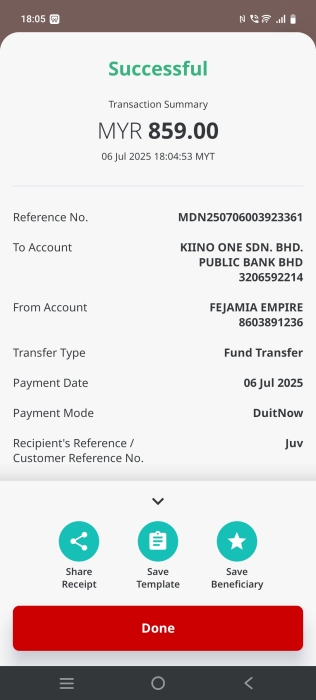 18:05
Successful
Transaction Summary
MYR 859.00
06 Jul 2025 18:04:53 MYT
Reference No. MDN250706003923361
To Account KIINO ONE SDN. BHD.
PUBLIC BANK BHD
3206592214
From Account FEJAMIA EMPIRE
8603891236
Transfer Type Fund Transfer
Payment Date 06 Jul 2025
Payment Mode DuitNow
Recipient's Reference / Juv
Customer Reference No.
Share Save Save
Receipt Template Beneficiary
Done